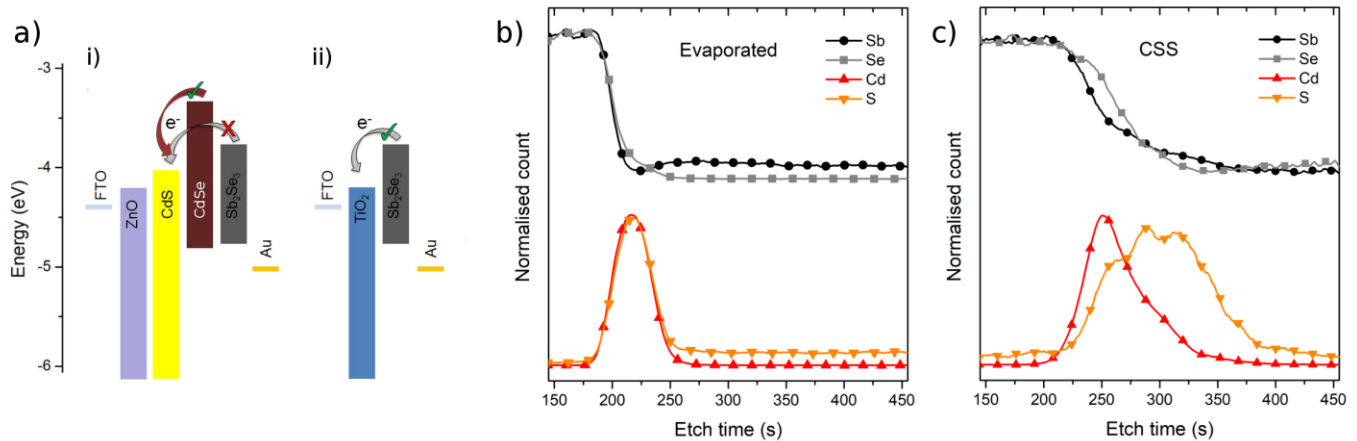 a)
i)
ii)
Energy (eV)
-3
-4
-5
-6
FTO
ZnO
CdS
CdSe
Sb₂Se₃
Au
e⁻
✓
X
FTO
TiO₂
Sb₂Se₃
Au
e⁻
✓
b)
Evaporated
Sb
Se
Cd
S
Normalised count
150 200 250 300 350 400 450
Etch time (s)
c)
CSS
Sb
Se
Cd
S
Normalised count
150 200 250 300 350 400 450
Etch time (s)